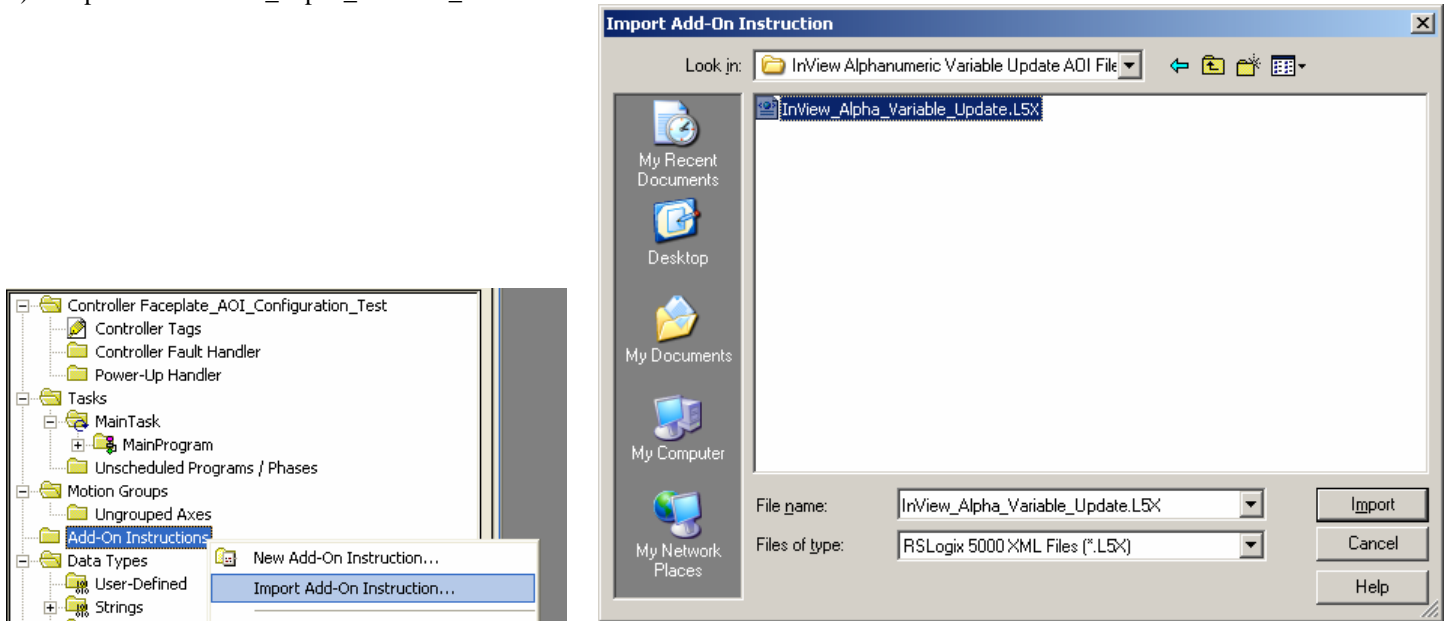 Controller Faceplate_AOI_Configuration_Test
Controller Tags
Controller Fault Handler
Power-Up Handler
Tasks
MainTask
MainProgram
Unscheduled Programs / Phases
Motion Groups
Ungrouped Axes
Add-On Instructions
Data Types
User-Defined
Strings
New Add-On Instruction...
Import Add-On Instruction...
Import Add-On Instruction
Look in: InView Alphanumeric Variable Update AOI File
InView_Alpha_Variable_Update.L5X
My Recent
Documents
Desktop
My Documents
My Computer
My Network
Places
File name: InView_Alpha_Variable_Update.L5X Import
Files of type: RSLogix 5000 XML Files (*.L5X) Cancel
Help